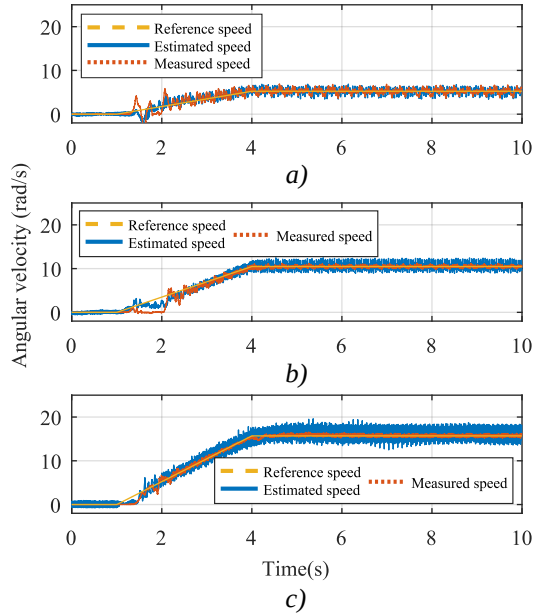 20
10
0
Reference speed
Estimated speed
Measured speed
0
2
4
6
8
10
a)
Angular velocity (rad/s)
20
10
0
Reference speed
Estimated speed
Measured speed
0
2
4
6
8
10
b)
20
10
0
Reference speed
Estimated speed
Measured speed
0
2
4
6
8
10
Time(s)
c)